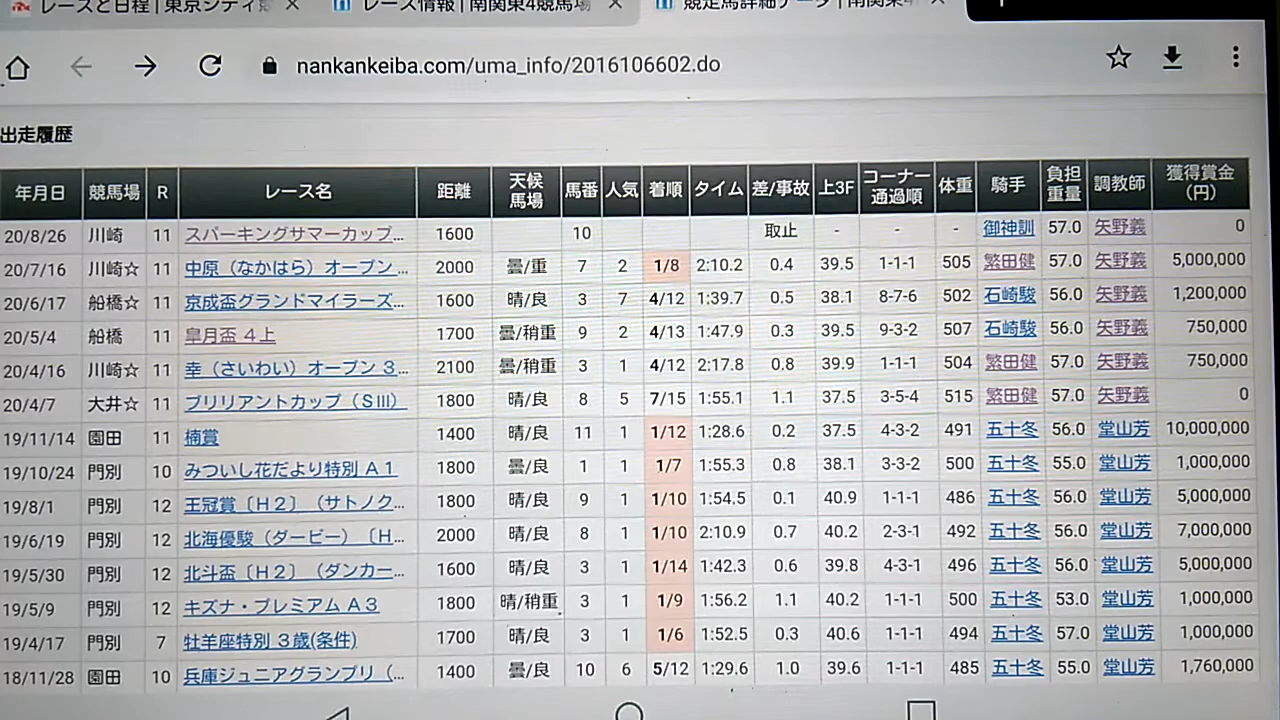 レースと日程 | 東京シティ競 × レース情報 | 南関東4競馬場 × 競走馬詳細データ | 南関東4 ×
nankankeiba.com/uma_info/2016106602.do
出走履歴
年月日 競馬場 R レース名 距離 天候馬場 馬番 人気 着順 タイム 差/事故 上3F コーナー通過順 体重 騎手 負担重量 調教師 獲得賞金(円)
20/8/26 川崎 11 スパーキングサマーカップ... 1600 10 取止 - - - 御神訓 57.0 矢野義 0
20/7/16 川崎☆ 11 中原（なかはら）オープン... 2000 曇/重 7 2 1/8 2:10.2 0.4 39.5 1-1-1 505 繁田健 57.0 矢野義 5,000,000
20/6/17 船橋☆ 11 京成盃グランドマイラーズ... 1600 晴/良 3 7 4/12 1:39.7 0.5 38.1 8-7-6 502 石崎駿 56.0 矢野義 1,200,000
20/5/4 船橋 11 皐月盃 ４上 1700 曇/稍重 9 2 4/13 1:47.9 0.3 39.5 9-3-2 507 石崎駿 56.0 矢野義 750,000
20/4/16 川崎☆ 11 幸（さいわい）オープン ３... 2100 曇/稍重 3 1 4/12 2:17.8 0.8 39.9 1-1-1 504 繁田健 57.0 矢野義 750,000
20/4/7 大井☆ 11 ブリリアントカップ（ＳIII） 1800 晴/良 8 5 7/15 1:55.1 1.1 37.5 3-5-4 515 繁田健 57.0 矢野義 0
19/11/14 園田 11 楠賞 1400 晴/良 11 1 1/12 1:28.6 0.2 37.5 4-3-2 491 五十冬 56.0 堂山芳 10,000,000
19/10/24 門別 10 みついし花だより特別 Ａ１ 1800 曇/良 1 1 1/7 1:55.3 0.8 38.1 3-3-2 500 五十冬 55.0 堂山芳 1,000,000
19/8/1 門別 12 王冠賞〔Ｈ２〕（サトノク... 1800 晴/良 9 1 1/10 1:54.5 0.1 40.9 1-1-1 486 五十冬 56.0 堂山芳 5,000,000
19/6/19 門別 12 北海優駿（ダービー）〔Ｈ... 2000 晴/良 8 1 1/10 2:10.9 0.7 40.2 2-3-1 492 五十冬 56.0 堂山芳 7,000,000
19/5/30 門別 12 北斗盃〔Ｈ２〕（ダンカー... 1600 晴/良 3 1 1/14 1:42.3 0.6 39.8 4-3-1 496 五十冬 56.0 堂山芳 5,000,000
19/5/9 門別 12 キズナ・プレミアム Ａ３ 1800 晴/稍重 3 1 1/9 1:56.2 1.1 40.2 1-1-1 500 五十冬 53.0 堂山芳 1,000,000
19/4/17 門別 7 牡羊座特別 ３歳(条件) 1700 晴/良 3 1 1/6 1:52.5 0.3 40.6 1-1-1 494 五十冬 57.0 堂山芳 1,000,000
18/11/28 園田 10 兵庫ジュニアグランプリ（... 1400 曇/良 10 6 5/12 1:29.6 1.0 39.6 1-1-1 485 五十冬 55.0 堂山芳 1,760,000